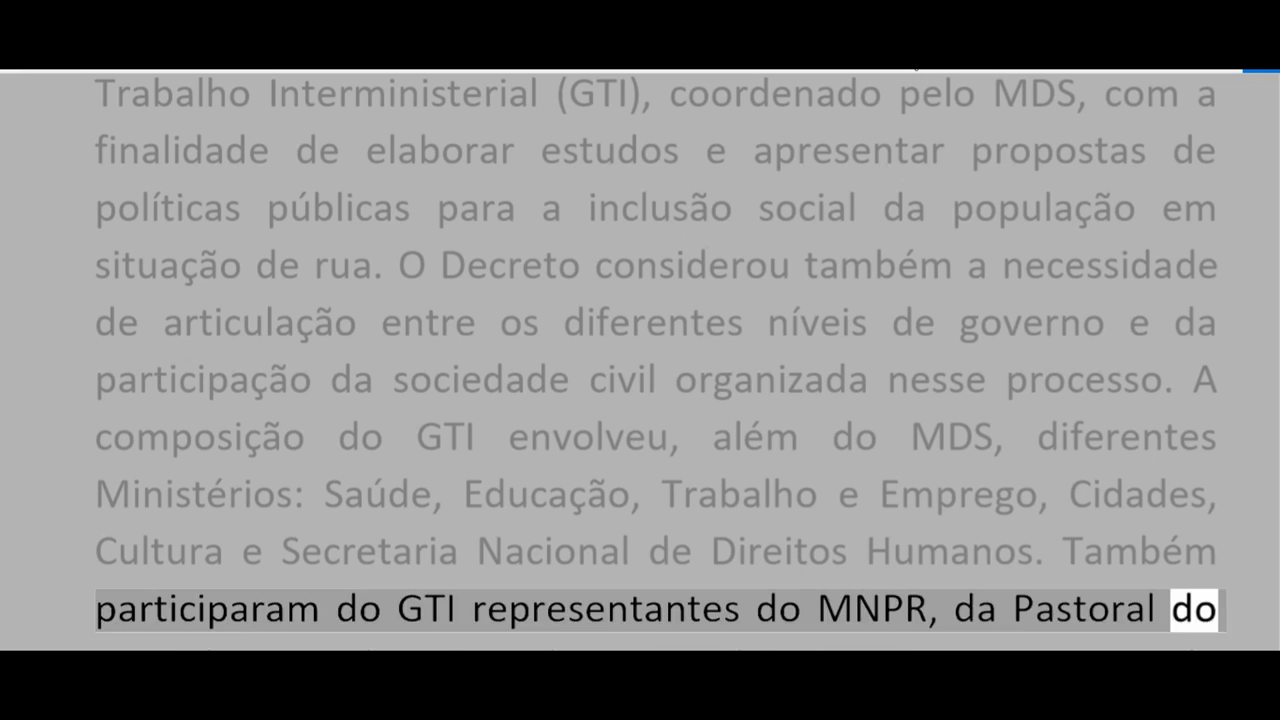 Trabalho Interministerial (GTI), coordenado pelo MDS, com a
finalidade de elaborar estudos e apresentar propostas de
políticas públicas para a inclusão social da população em
situação de rua. O Decreto considerou também a necessidade
de articulação entre os diferentes níveis de governo e da
participação da sociedade civil organizada nesse processo. A
composição do GTI envolveu, além do MDS, diferentes
Ministérios: Saúde, Educação, Trabalho e Emprego, Cidades,
Cultura e Secretaria Nacional de Direitos Humanos. Também
participaram do GTI representantes do MNPR, da Pastoral do